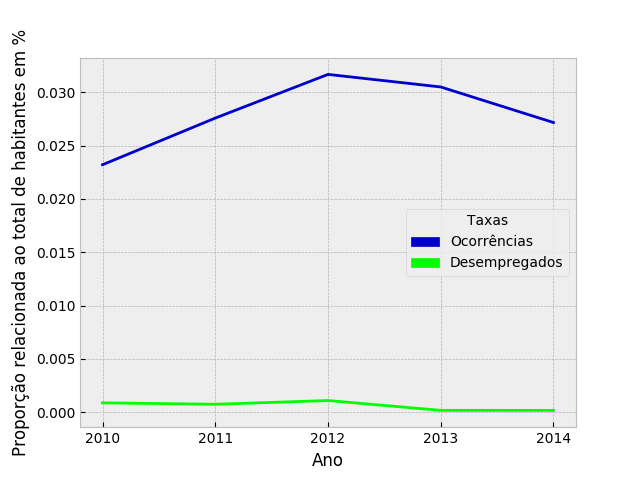 Proporção relacionada ao total de habitantes em %
0.030
0.025
0.020
0.015
0.010
0.005
0.000
Taxas
Ocorrências
Desempregados
2010 2011 2012 2013 2014
Ano